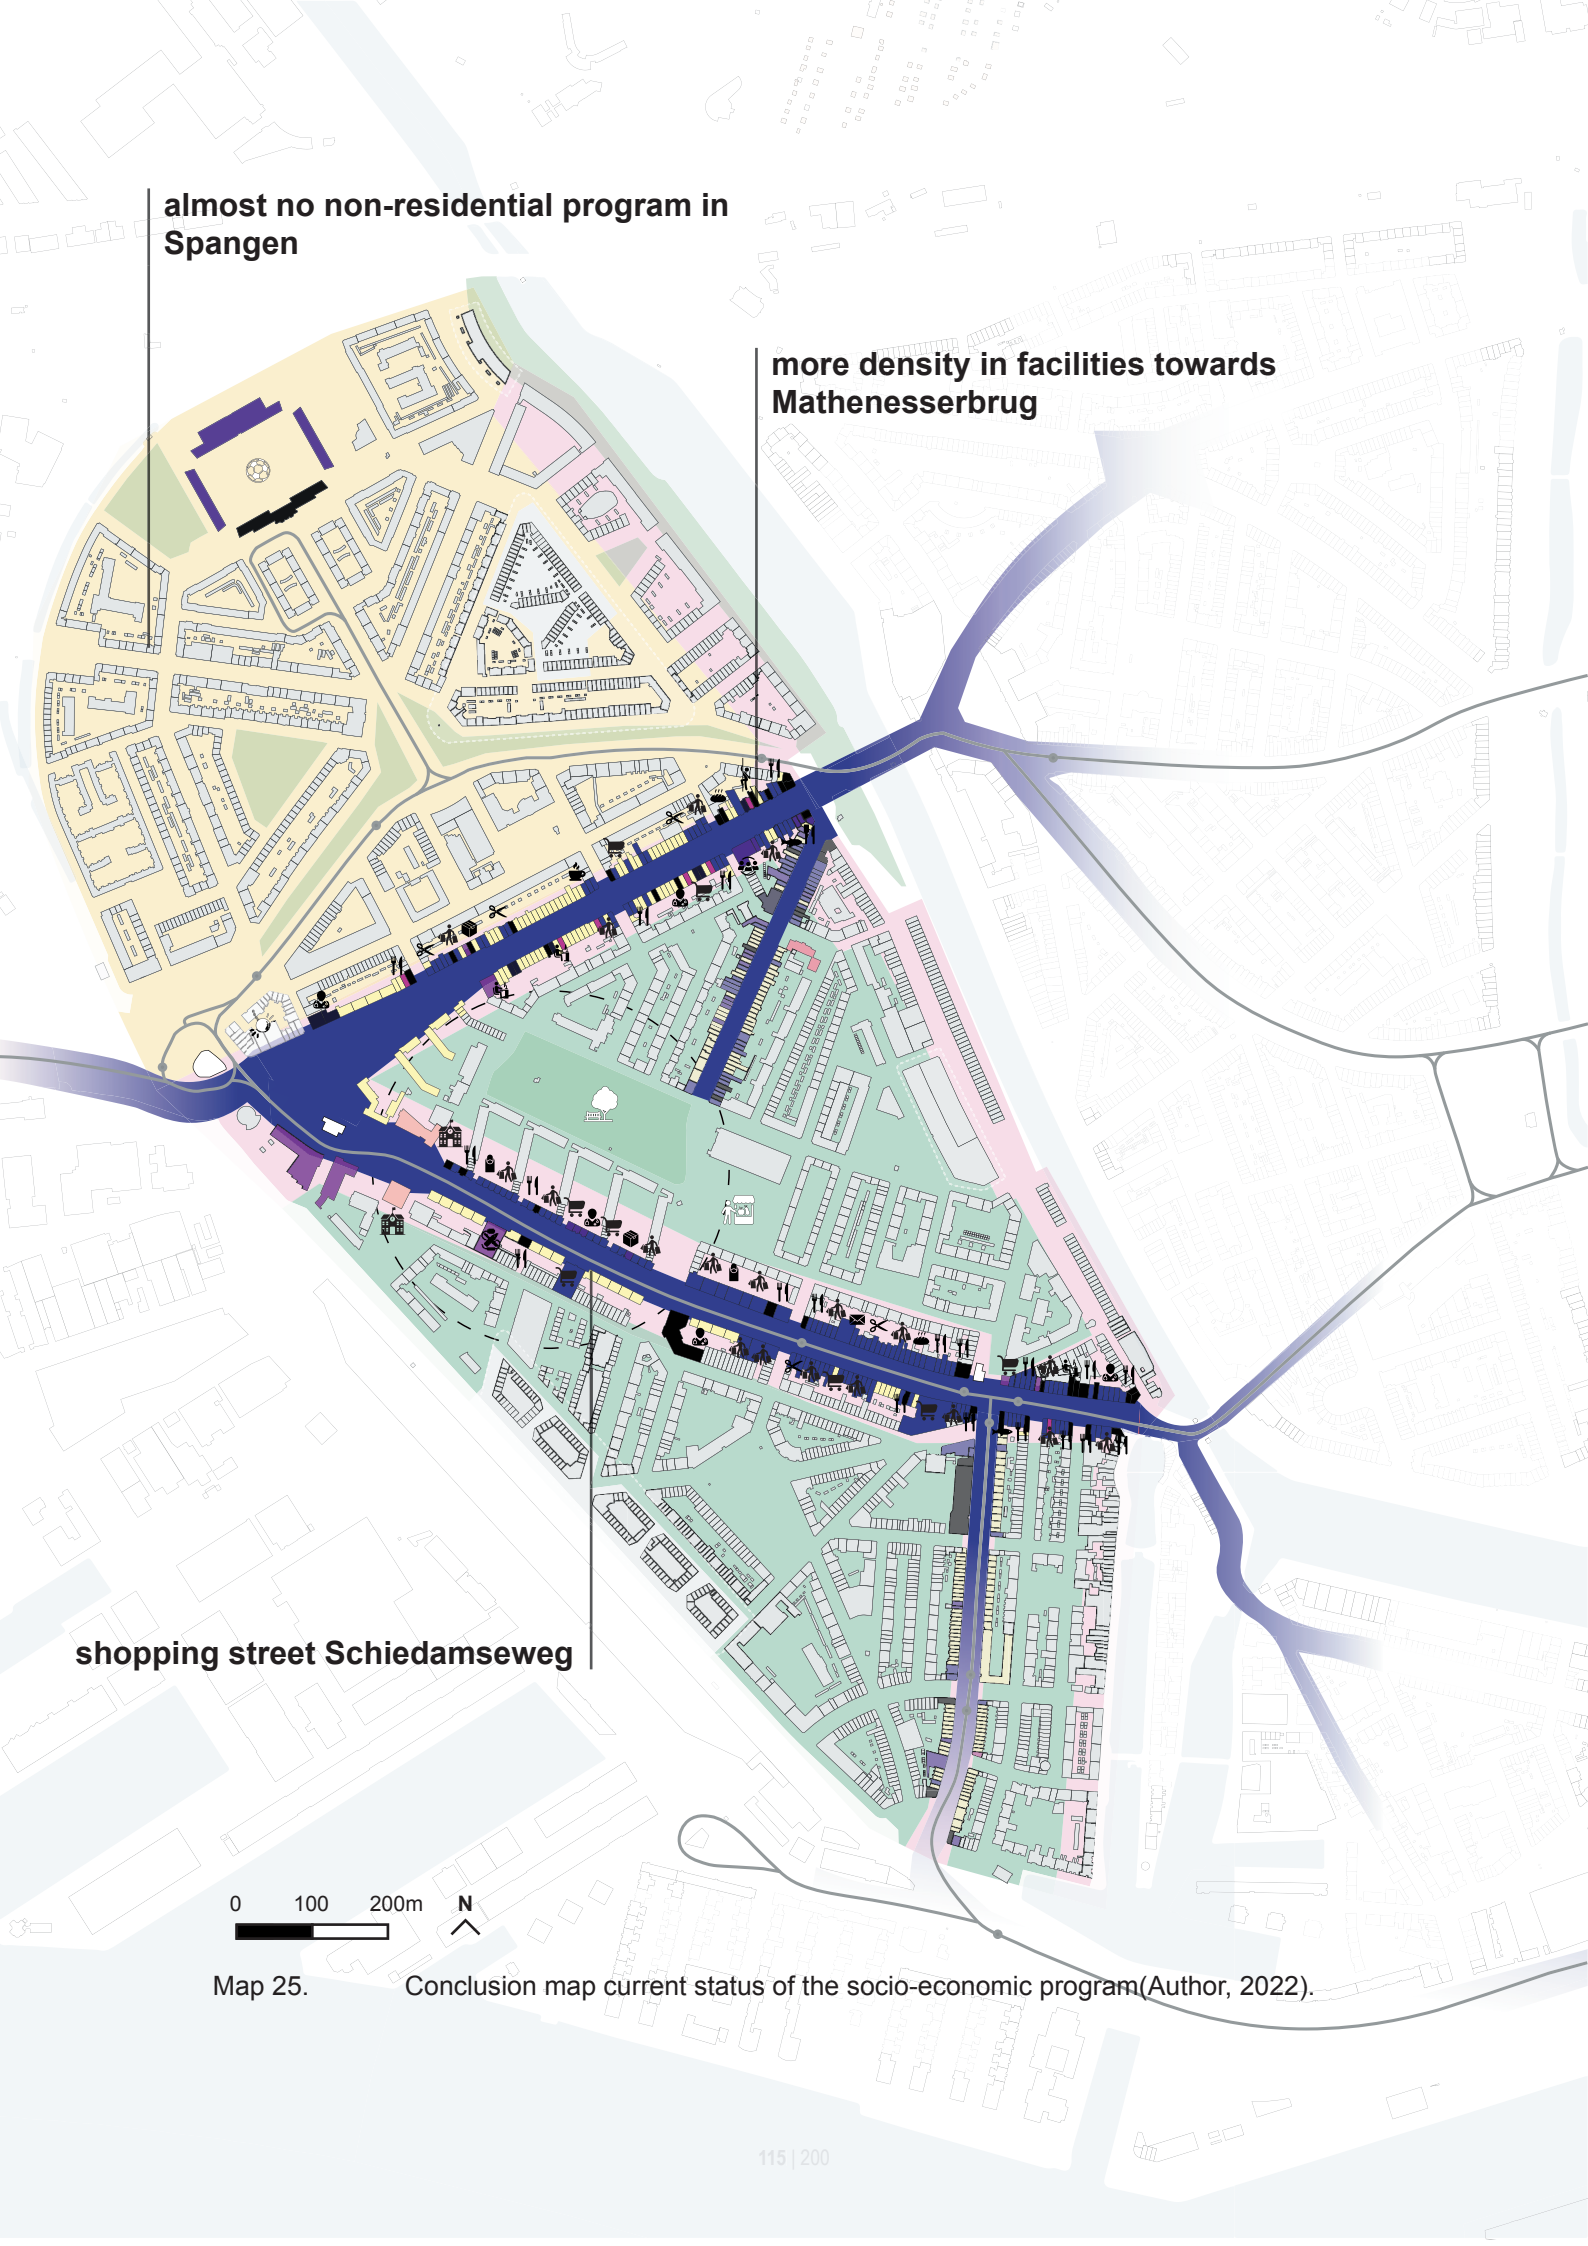 almost no non-residential program in
Spangen
more density in facilities towards
Mathenesserbrug
shopping street Schiedamseweg
0 100 200m N
Map 25. Conclusion map current status of the socio-economic program(Author, 2022).
115 | 200